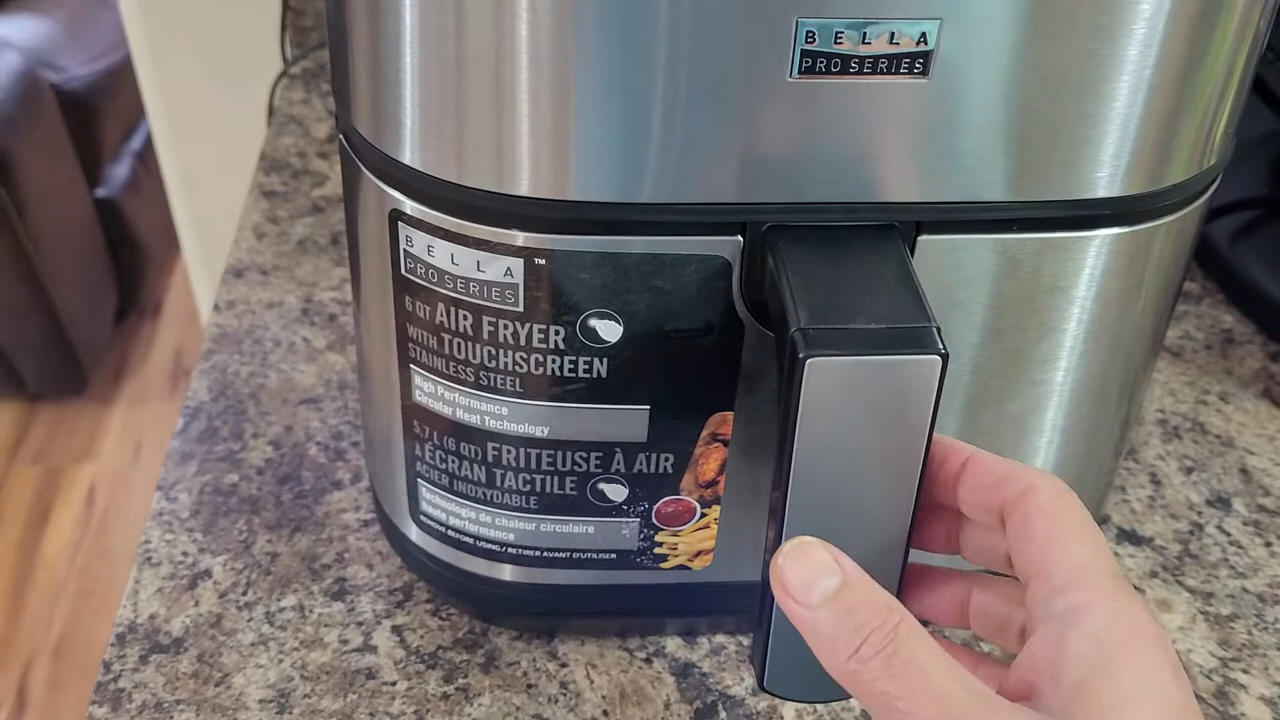 BELLA
PRO SERIES
BELLA ™
PRO SERIES
6 QT AIR FRYER
WITH TOUCHSCREEN
STAINLESS STEEL
High Performance
Circular Heat Technology
5,7 L (6 QT) FRITEUSE À AIR
À ÉCRAN TACTILE
ACIER INOXYDABLE
Technologie de chaleur circulaire
haute performance
REMOVE BEFORE USING / RETIRER AVANT D'UTILISER